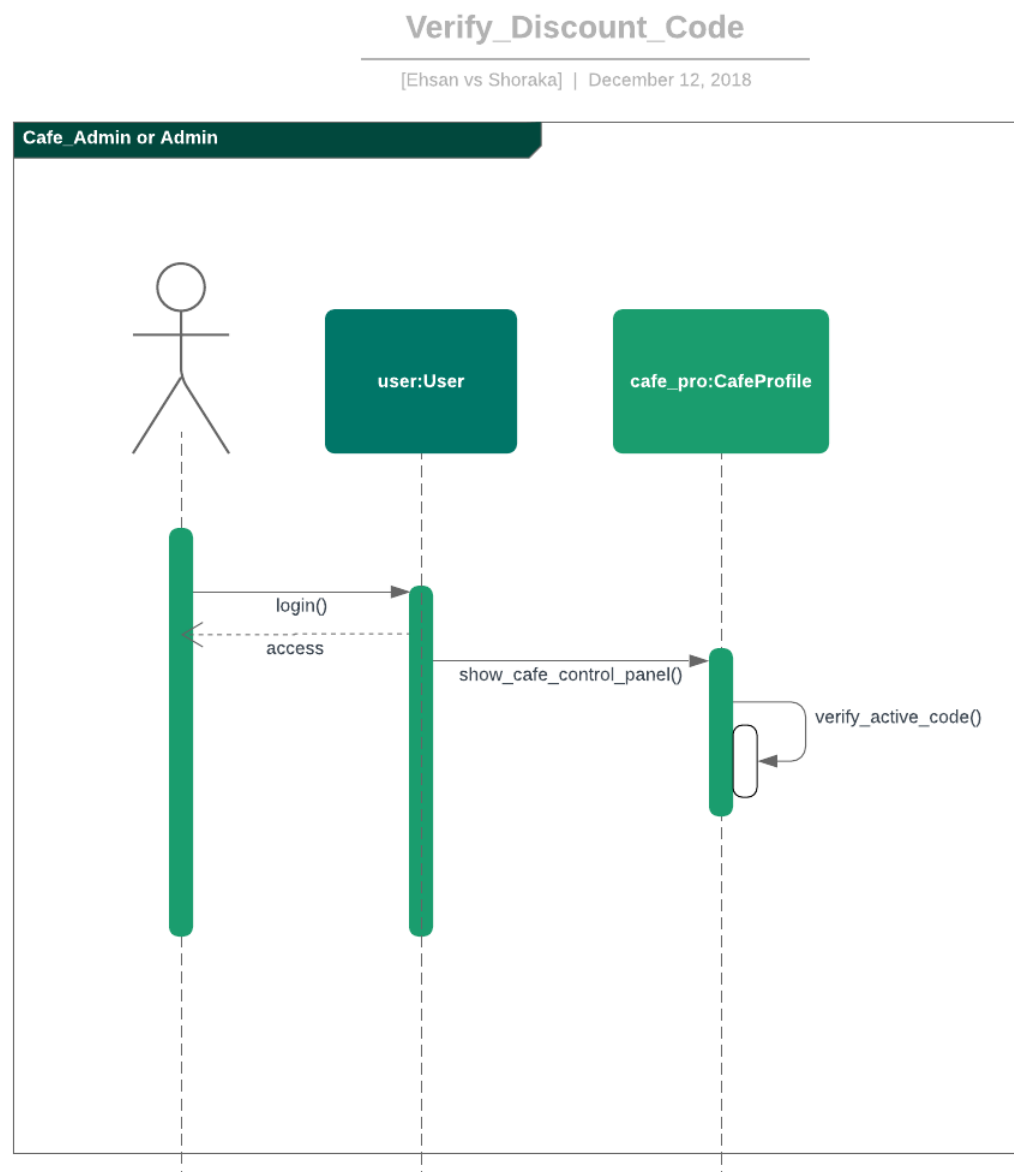 Verify_Discount_Code
[Ehsan vs Shoraka] | December 12, 2018
Cafe_Admin or Admin
user:User
cafe_pro:CafeProfile
login()
access
show_cafe_control_panel()
verify_active_code()